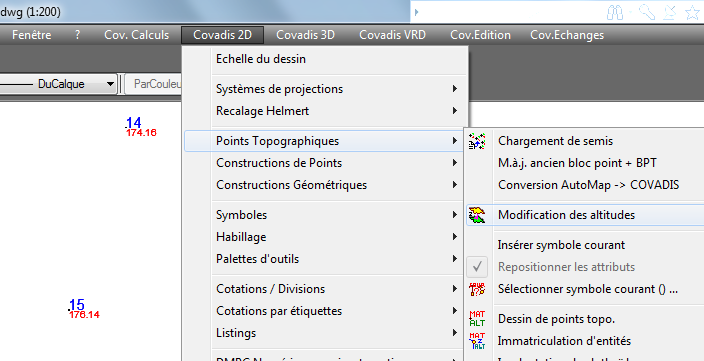 dwg (1:200)
Fenêtre ? Cov. Calculs Covadis 2D Covadis 3D Covadis VRD Cov.Edition Cov.Echanges
DuCalque
ParCouleu
Echelle du dessin
Systèmes de projections
Recalage Helmert
Points Topographiques
Constructions de Points
Constructions Géométriques
Symboles
Habillage
Palettes d'outils
Cotations / Divisions
Cotations par étiquettes
Listings
Chargement de semis
M.à.j. ancien bloc point + BPT
Conversion AutoMap -> COVADIS
Modification des altitudes
Insérer symbole courant
Repositionner les attributs
Sélectionner symbole courant () ...
MAT
ALT
Dessin de points topo.
MAT
ALT
Immatriculation d'entités
14
174.16
15
176.14